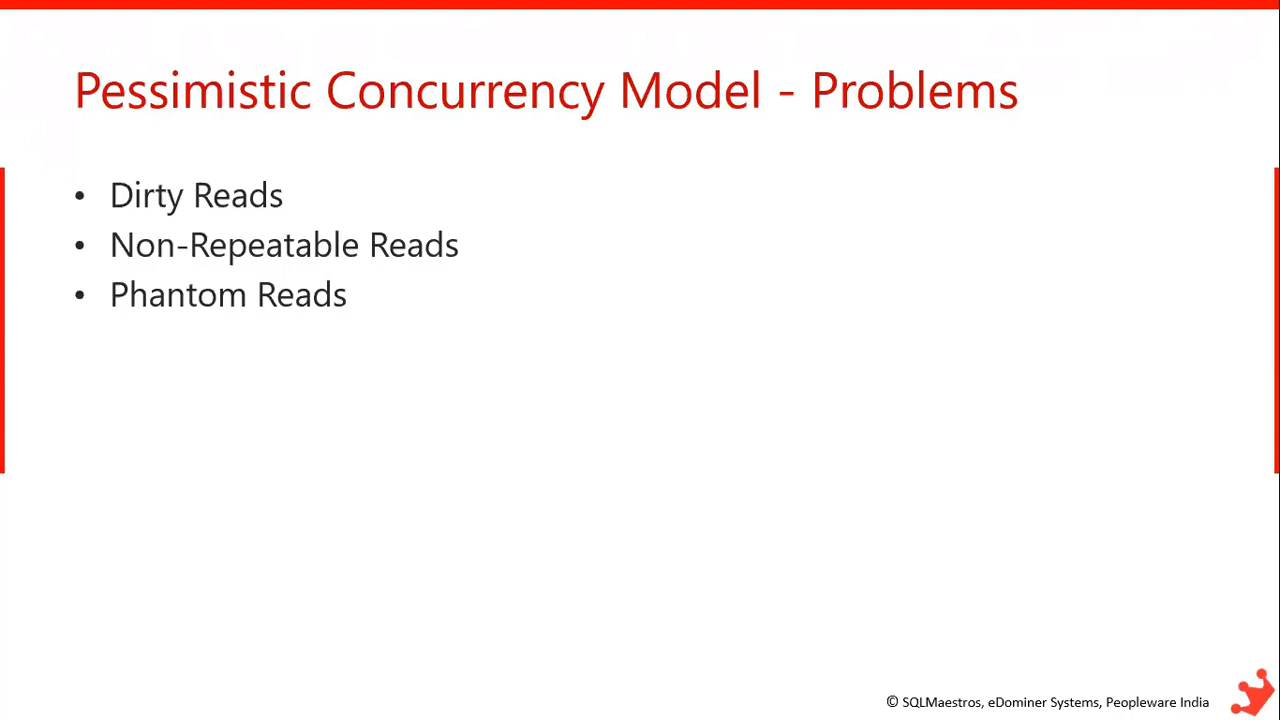 Pessimistic Concurrency Model - Problems
• Dirty Reads
• Non-Repeatable Reads
• Phantom Reads
© SQLMaestros, eDominer Systems, Peopleware India